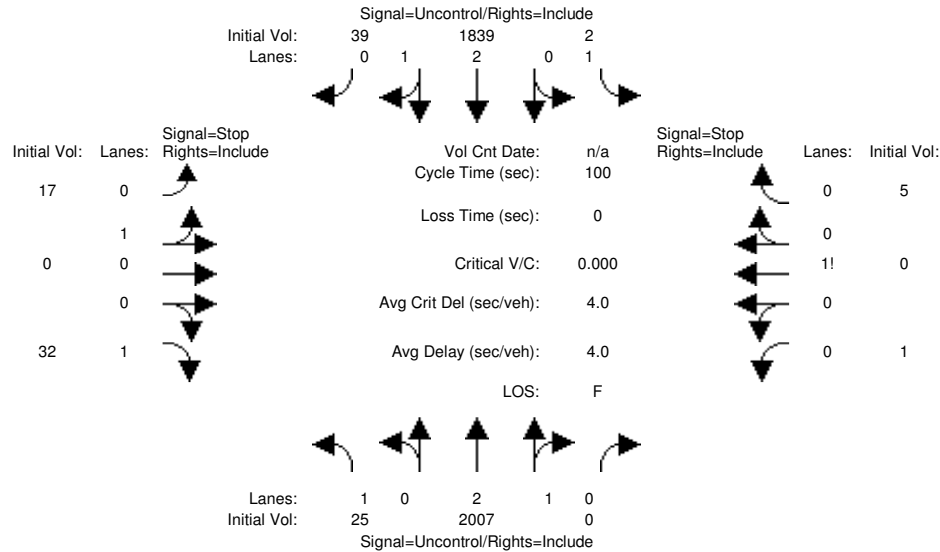 Signal=Uncontrol/Rights=Include
Initial Vol: 39 1839 2
Lanes: 0 1 2 0 1
Signal=Stop
Initial Vol: Lanes: Rights=Include
Vol Cnt Date: n/a
Signal=Stop
Rights=Include Lanes: Initial Vol:
Cycle Time (sec): 100
17 0
0 5
Loss Time (sec): 0
1
0
0 0
Critical V/C: 0.000
1! 0
0
Avg Crit Del (sec/veh): 4.0
0
32 1
Avg Delay (sec/veh): 4.0
0 1
LOS: F
Lanes: 1 0 2 1 0
Initial Vol: 25 2007 0
Signal=Uncontrol/Rights=Include